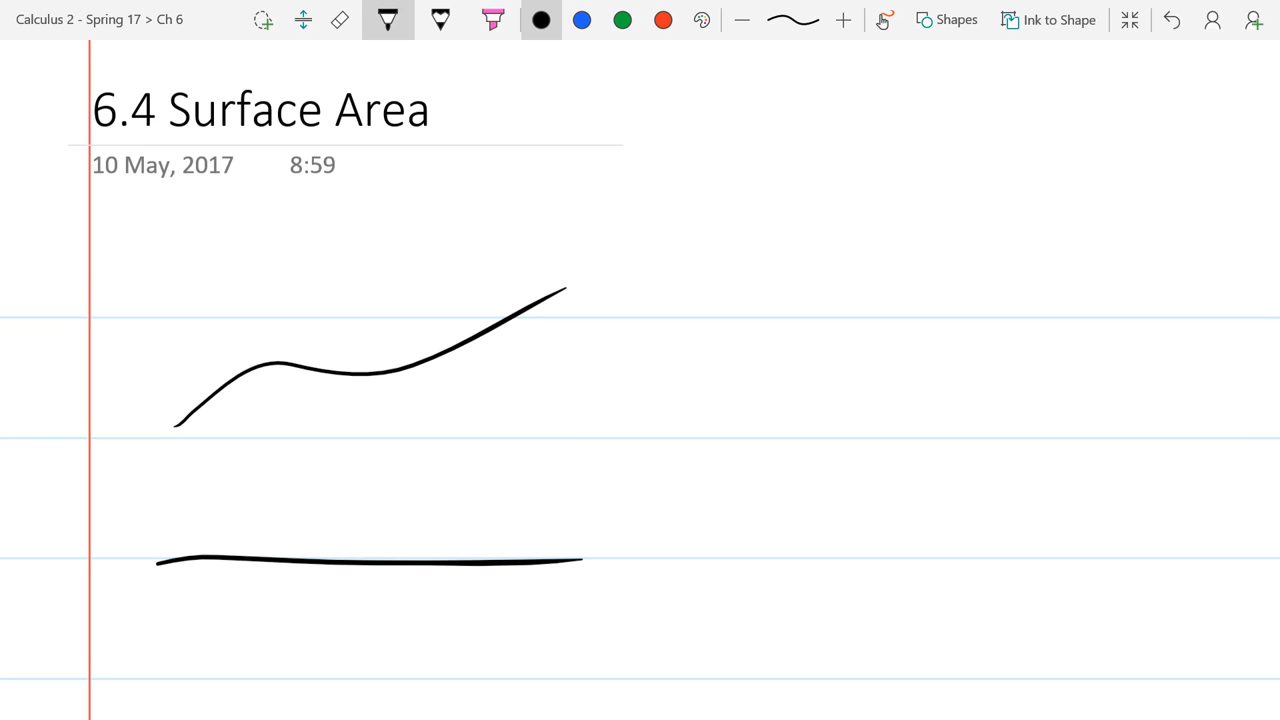 Calculus 2 - Spring 17 > Ch 6
Shapes
Ink to Shape
6.4 Surface Area
10 May, 2017 8:59